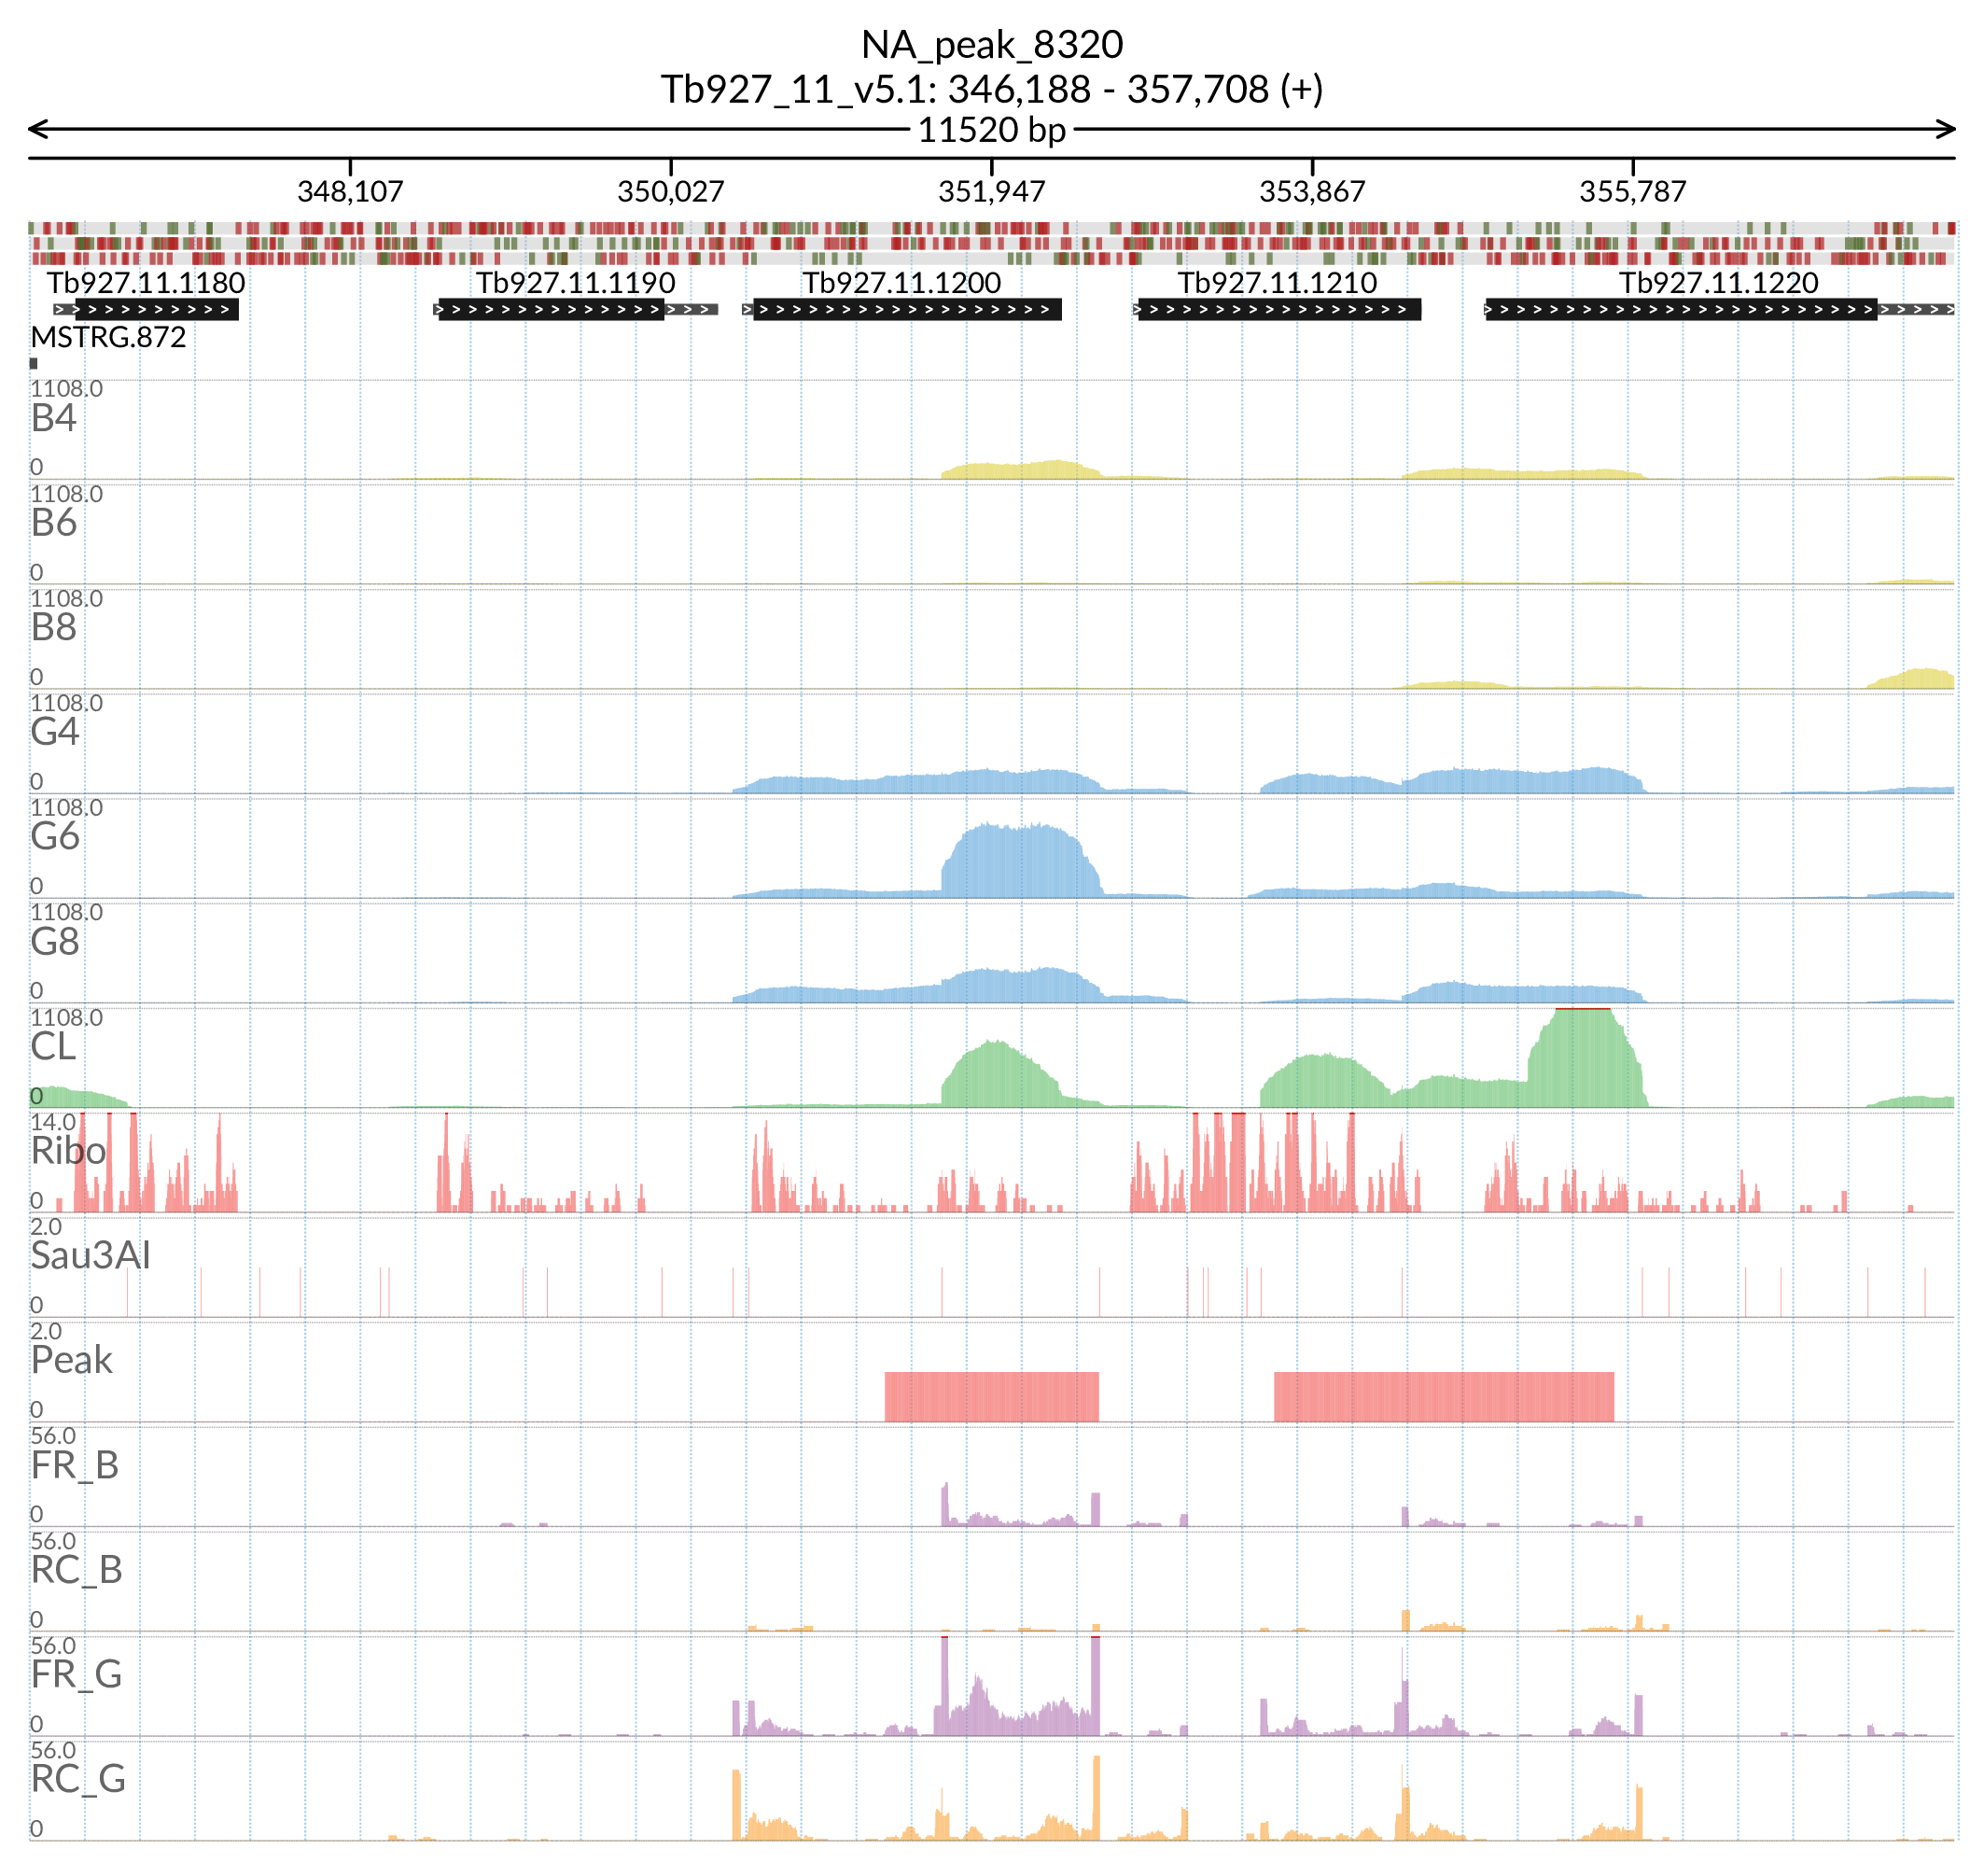 NA_peak_8320
Tb927_11_v5.1: 346,188 - 357,708 (+)
11520 bp
348,107 350,027 351,947 353,867 355,787
Tb927.11.1180 Tb927.11.1190 Tb927.11.1200 Tb927.11.1210 Tb927.11.1220
MSTRG.872
1108.0
B4
0
1108.0
B6
0
1108.0
B8
0
1108.0
G4
0
1108.0
G6
0
1108.0
G8
0
1108.0
CL
0
14.0
Ribo
0
2.0
Sau3AI
0
2.0
Peak
0
56.0
FR_B
0
56.0
RC_B
0
56.0
FR_G
0
56.0
RC_G
0